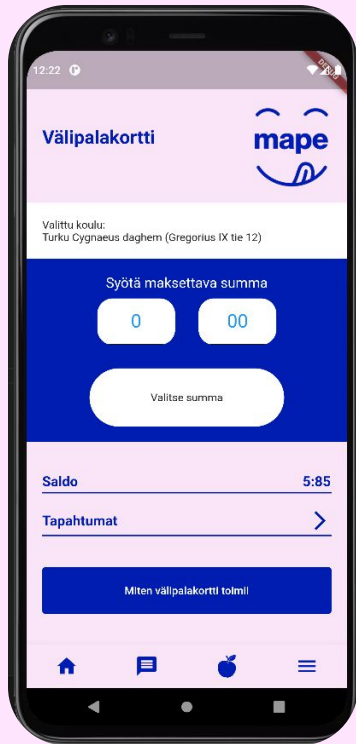 12:22
DEBUG
Välipalakortti
mape
Valittu koulu:
Turku Cygnaeus daghem (Gregorius IX tie 12)
Syötä maksettava summa
0 00
Valitse summa
Saldo 5:85
Tapahtumat
Miten välipalakortti toimii